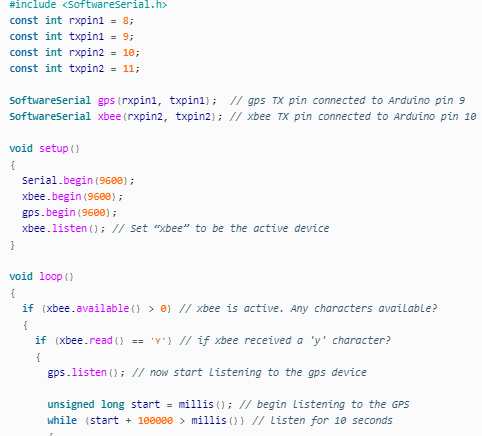 #include <SoftwareSerial.h>
const int rxpin1 = 8;
const int txpin1 = 9;
const int rxpin2 = 10;
const int txpin2 = 11;

SoftwareSerial gps(rxpin1, txpin1);  // gps TX pin connected to Arduino pin 9
SoftwareSerial xbee(rxpin2, txpin2); // xbee TX pin connected to Arduino pin 10

void setup()
{
  Serial.begin(9600);
  xbee.begin(9600);
  gps.begin(9600);
  xbee.listen(); // Set “xbee” to be the active device
}

void loop()
{
  if (xbee.available() > 0) // xbee is active. Any characters available?
  {
    if (xbee.read() == 'Y') // if xbee received a 'y' character?
    {
      gps.listen(); // now start listening to the gps device

      unsigned long start = millis(); // begin listening to the GPS
      while (start + 100000 > millis()) // listen for 10 seconds